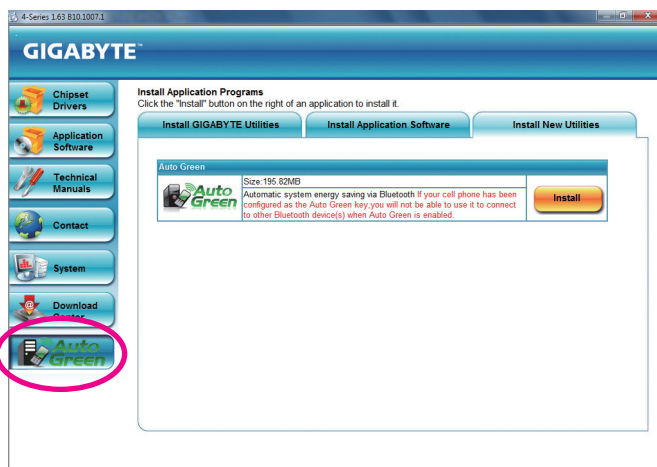 4-Series 1.63 B10.1007.1
GIGABYTE™
Chipset
Drivers
Application
Software
Technical
Manuals
Contact
System
Download
Center
Auto
Green
Install Application Programs
Click the "Install" button on the right of an application to install it.
Install GIGABYTE Utilities
Install Application Software
Install New Utilities
Auto Green
Auto
Green
Size:195.82MB
Automatic system energy saving via Bluetooth If your cell phone has been
configured as the Auto Green key,you will not be able to use it to connect
to other Bluetooth device(s) when Auto Green is enabled.
Install